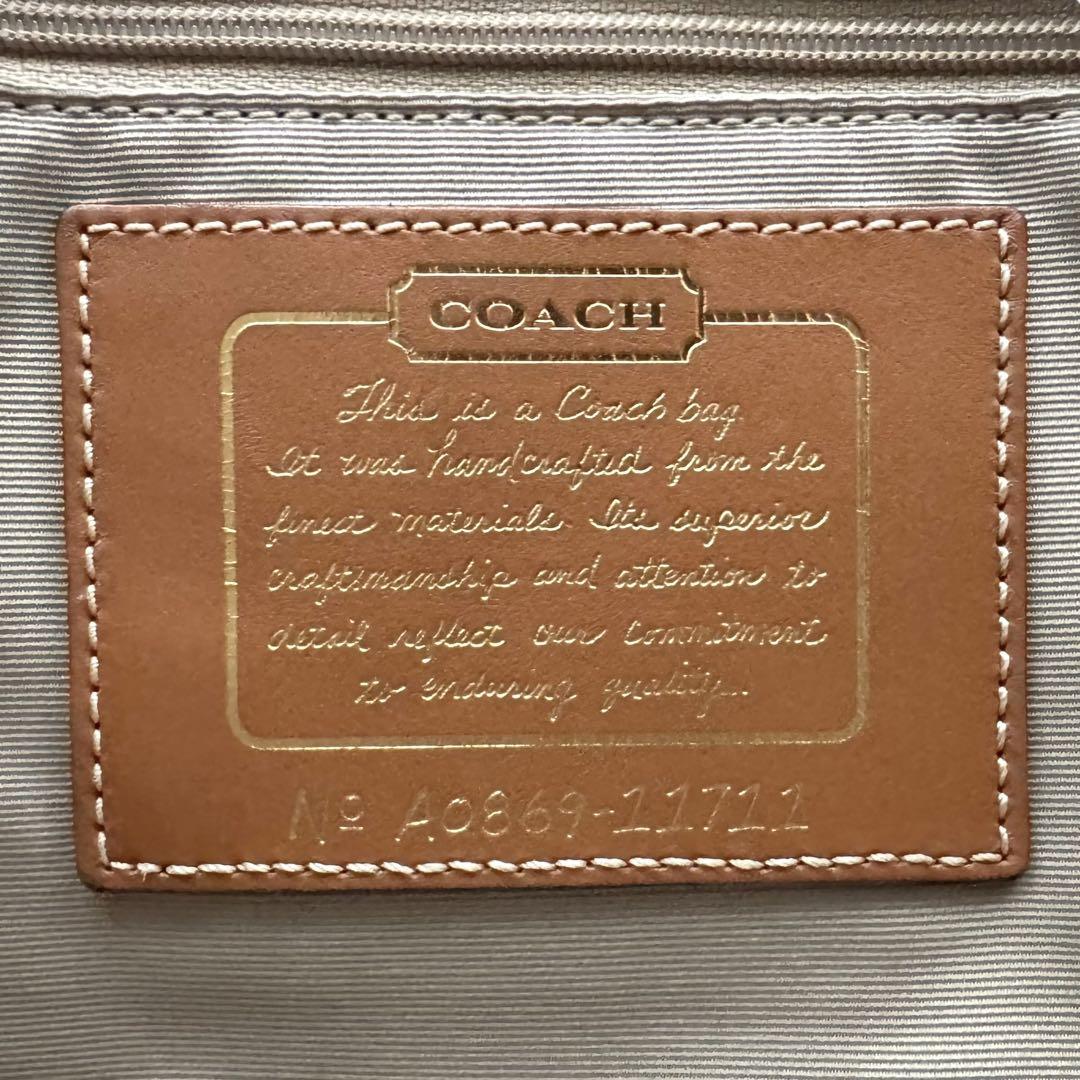 COACH
This is a Coach bag.
It was handcrafted from the
finest materials. Its superior
craftsmanship and attention to
detail reflect our commitment
to enduring quality...
Nº A0869-11711